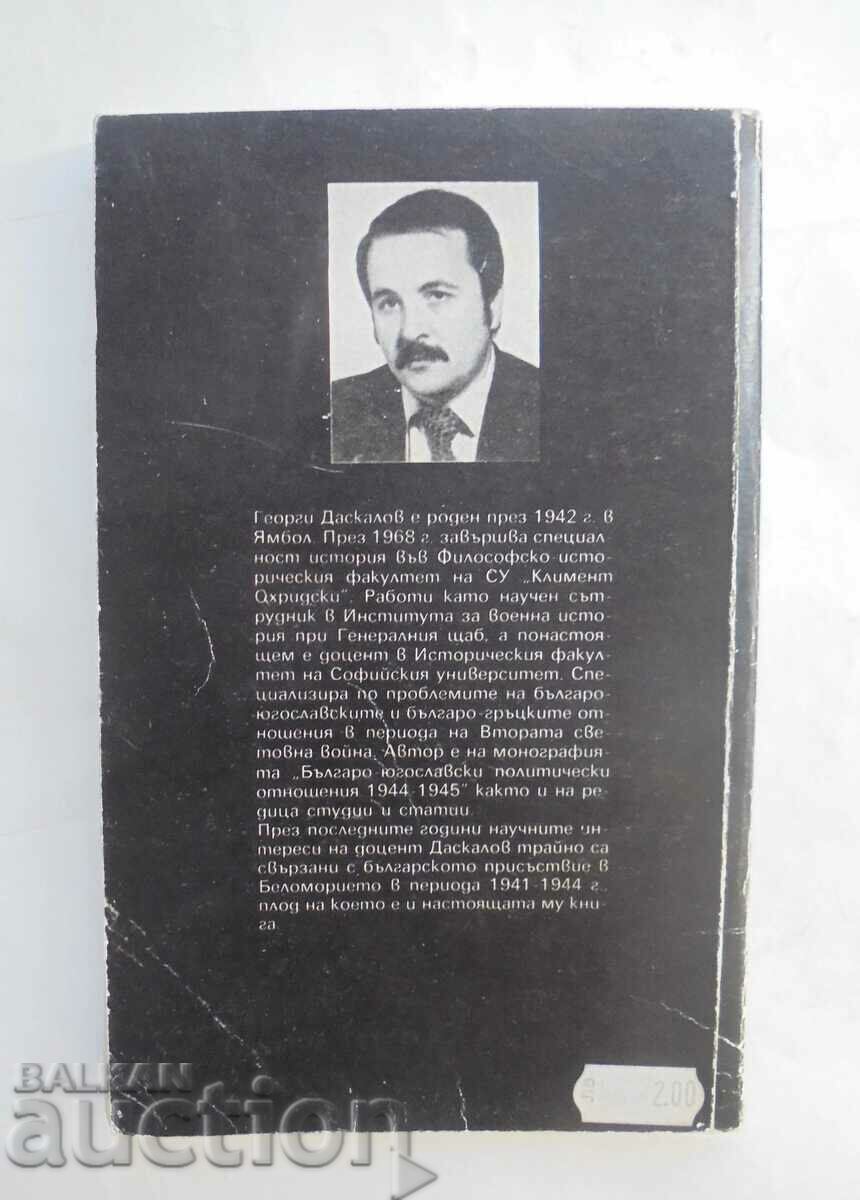 Георги Даскалов е роден през 1942 г. в
Ямбол. През 1968 г. завършва специал
ност история във Философско-исто-
рическия факултет на СУ „Климент
Охридски". Работи като научен сът-
рудник в Института за военна исто-
рия при Генералния щаб, а понастоя-
щем е доцент в Историческия факул-
тет на Софийския университет. Спе-
циализира по проблемите на българо-
югославските и българо-гръцките от-
ношения в периода на Втората све-
товна война. Автор е на монография-
та „Българо-югославски политически
отношения 1944-1945" както и на ре-
дица студии и статии.
През последните години научните ин-
тереси на доцент Даскалов трайно са
свързани с българското присъствие в
Беломорието в периода 1941-1944 г.,
плод на което е и настоящата му кни-
га.
2.00
BALKAN
auction